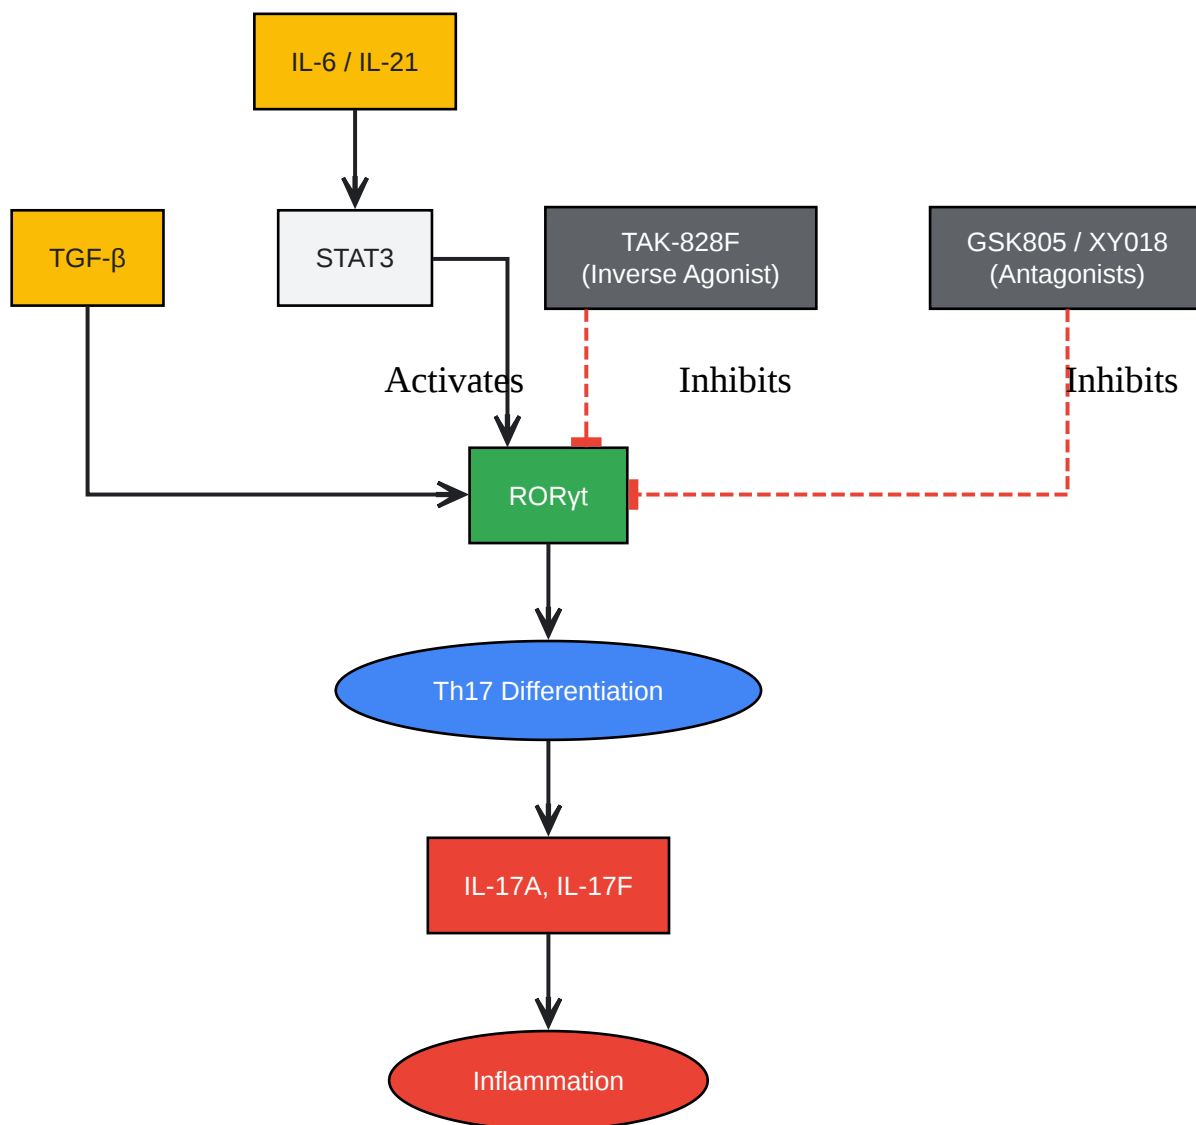 IL-6 / IL-21
TGF-β
STAT3
TAK-828F
(Inverse Agonist)
GSK805 / XY018
(Antagonists)
Activates
Inhibits
Inhibits
RORγt
Th17 Differentiation
IL-17A, IL-17F
Inflammation